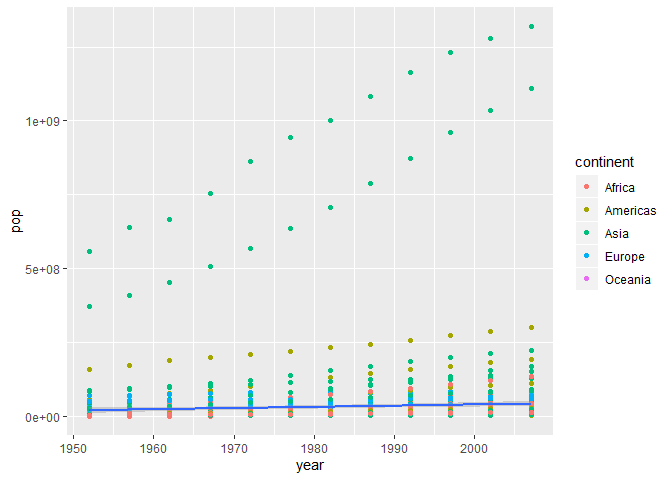 1e+09
5e+08
0e+00
pop
1950
1960
1970
1980
1990
2000
year
continent
Africa
Americas
Asia
Europe
Oceania